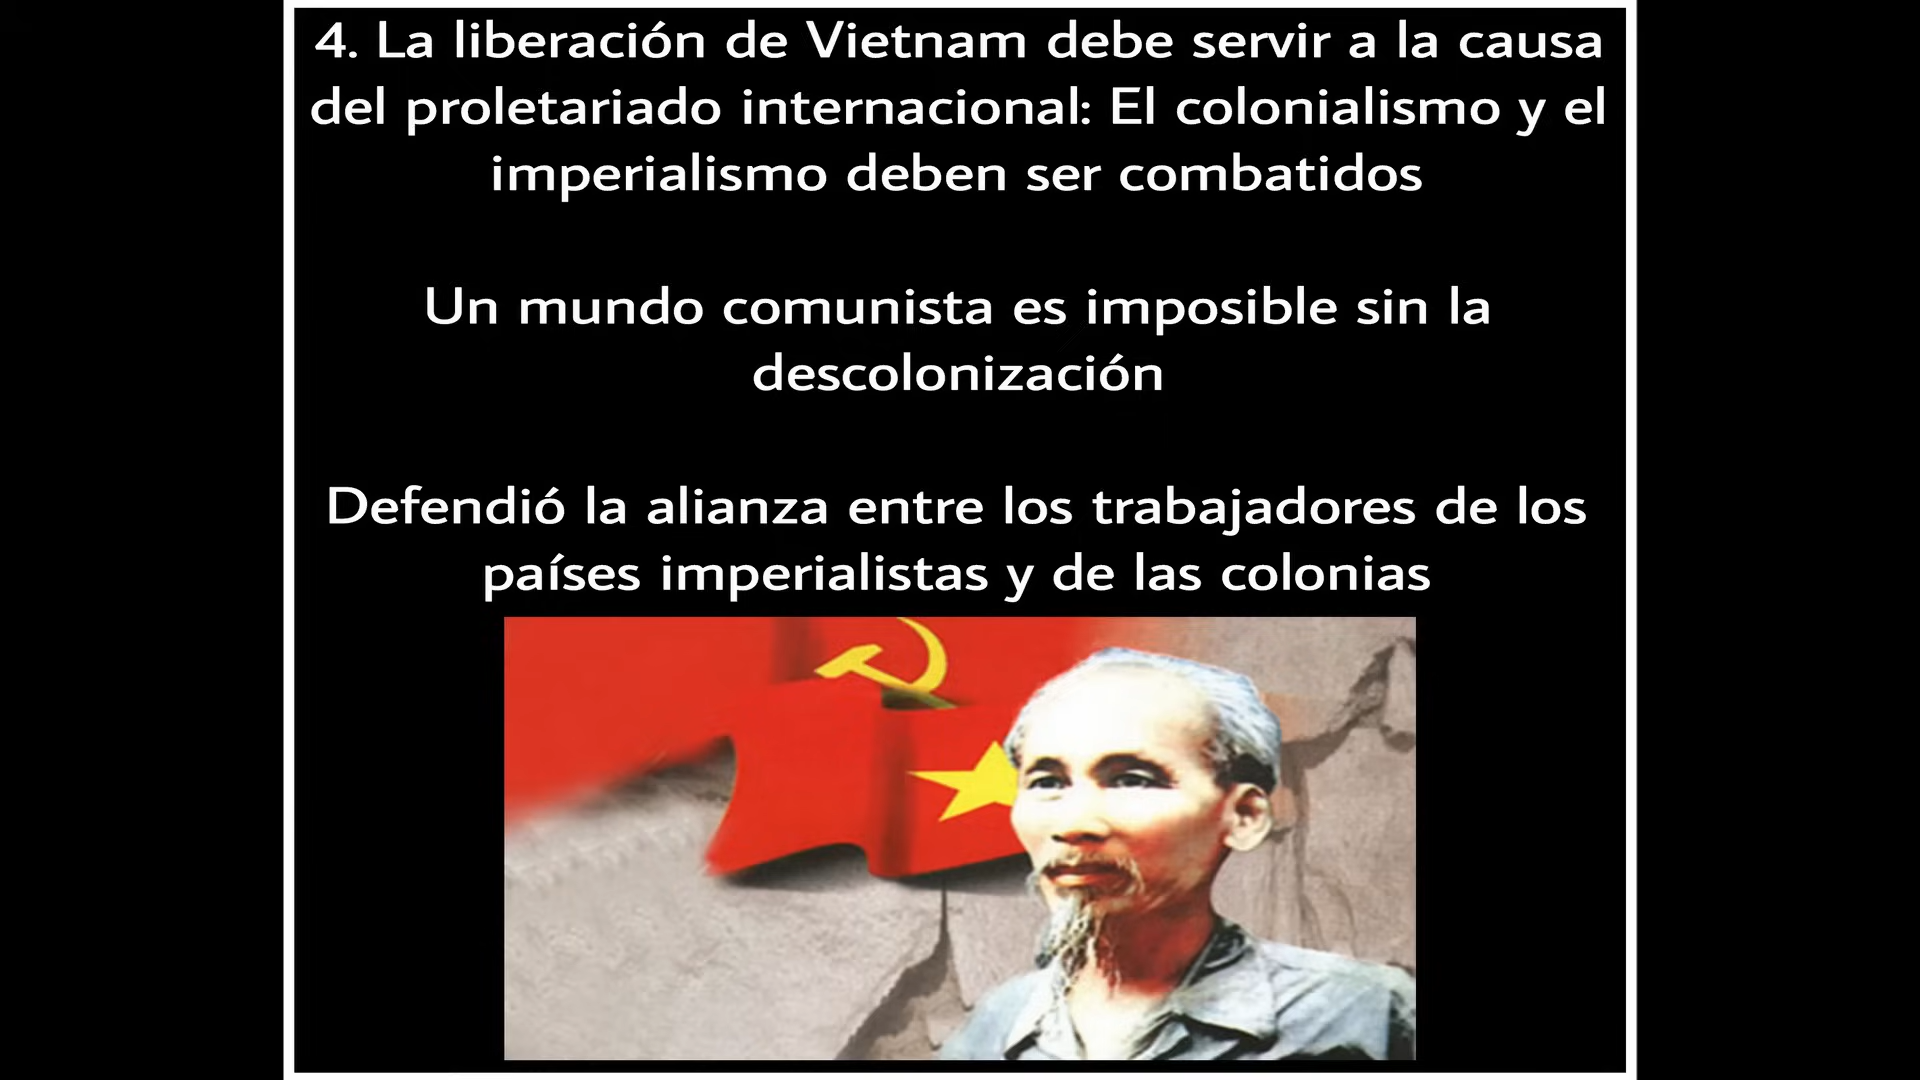 4. La liberación de Vietnam debe servir a la causa
del proletariado internacional: El colonialismo y el
imperialismo deben ser combatidos
Un mundo comunista es imposible sin la
descolonización
Defendió la alianza entre los trabajadores de los
países imperialistas y de las colonias